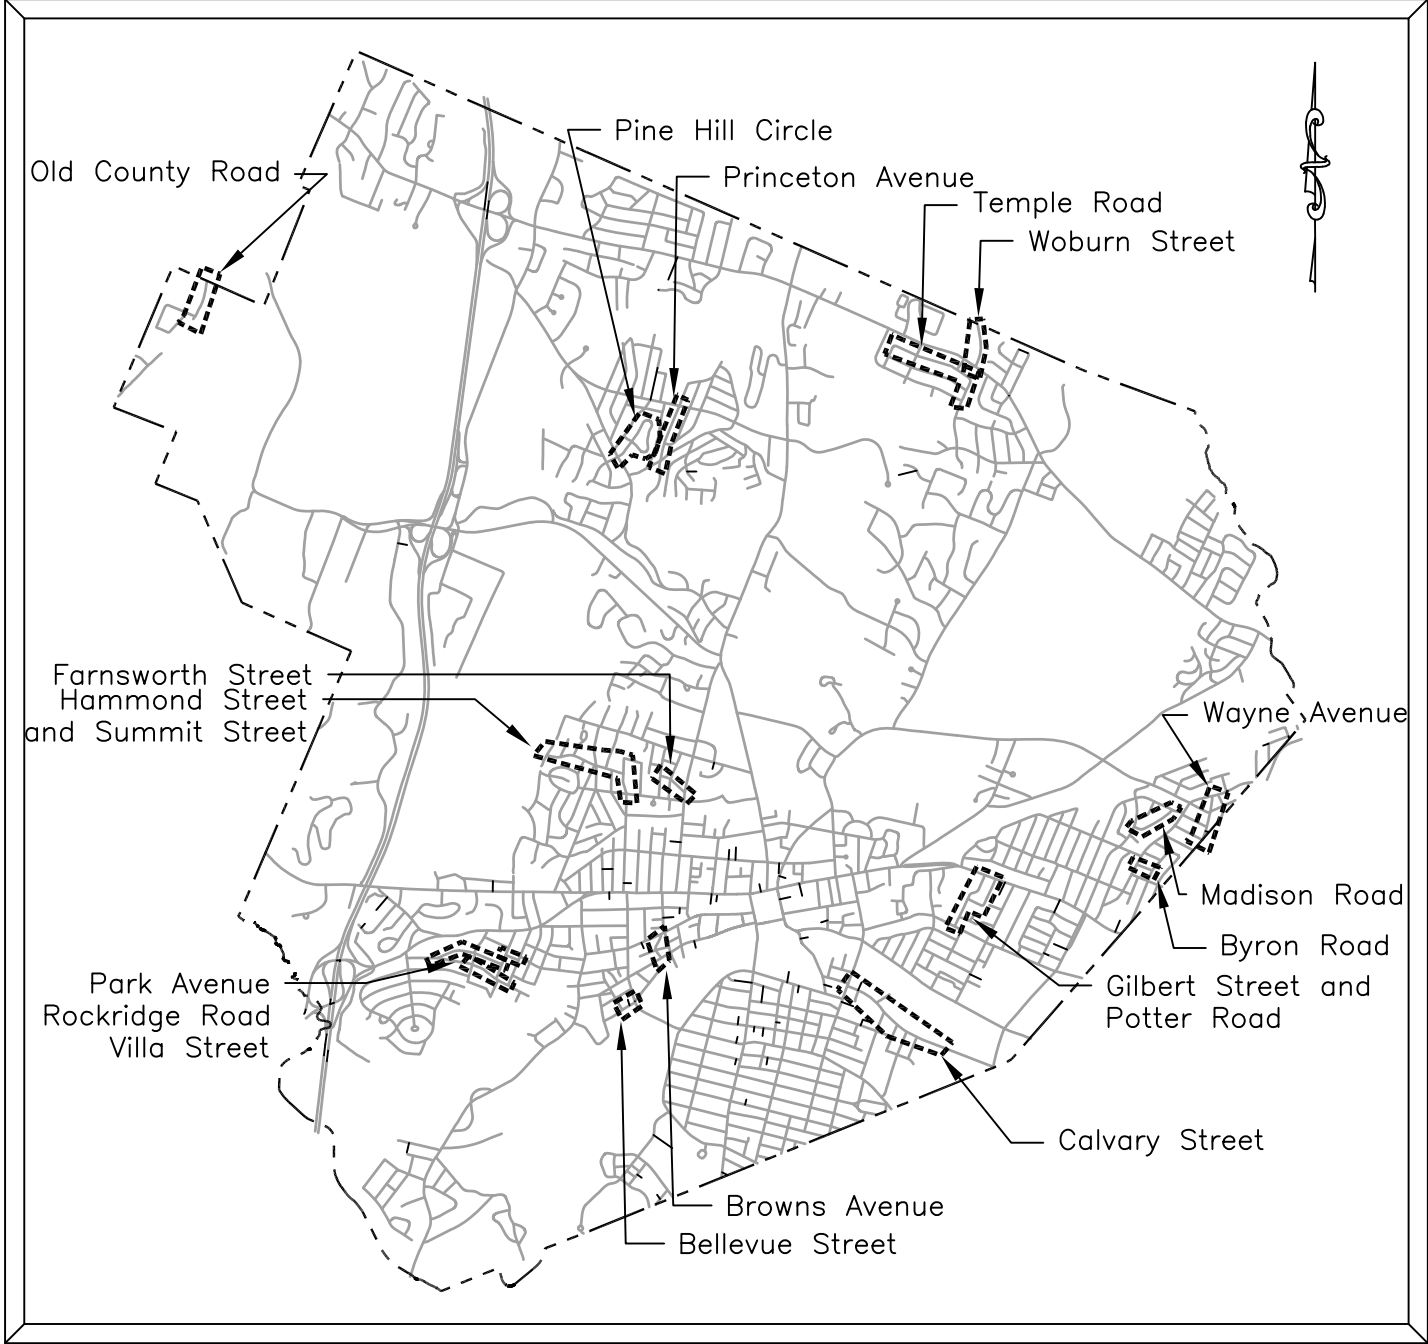 Pine Hill Circle
Old County Road
Princeton Avenue
Temple Road
Woburn Street
Farnsworth Street
Hammond Street
and Summit Street
Wayne Avenue
Madison Road
Byron Road
Park Avenue
Rockridge Road
Villa Street
Gilbert Street and
Potter Road
Calvary Street
Browns Avenue
Bellevue Street